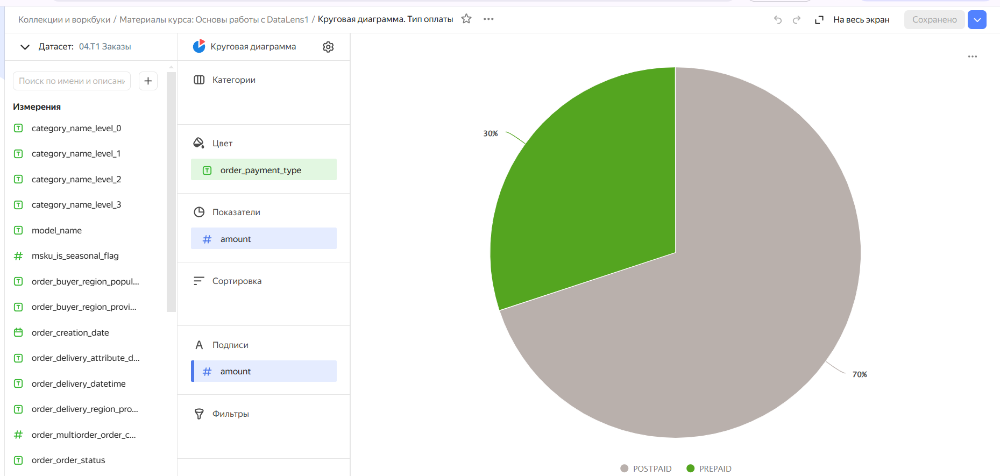 Коллекции и воркбуки / Материалы курса: Основы работы с DataLens1 / Круговая диаграмма. Тип оплаты
На весь экран
Сохранено
Датасет: 04.T1 Заказы
Поиск по имени и описани
Измерения
category_name_level_0
category_name_level_1
category_name_level_2
category_name_level_3
model_name
msku_is_seasonal_flag
order_buyer_region_popul...
order_buyer_region_provi...
order_creation_date
order_delivery_attribute_d...
order_delivery_datetime
order_delivery_region_pro...
order_multiorder_order_c...
order_order_status
Круговая диаграмма
Категории
Цвет
order_payment_type
Показатели
amount
Сортировка
Подписи
amount
Фильтры
30%
70%
POSTPAID
PREPAID